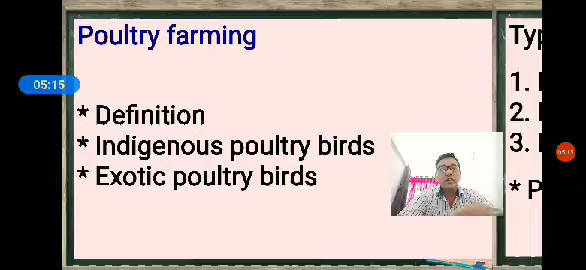 Poultry farming
05:15
* Definition
* Indigenous poultry birds
* Exotic poultry birds
1.
2.
3.
* P